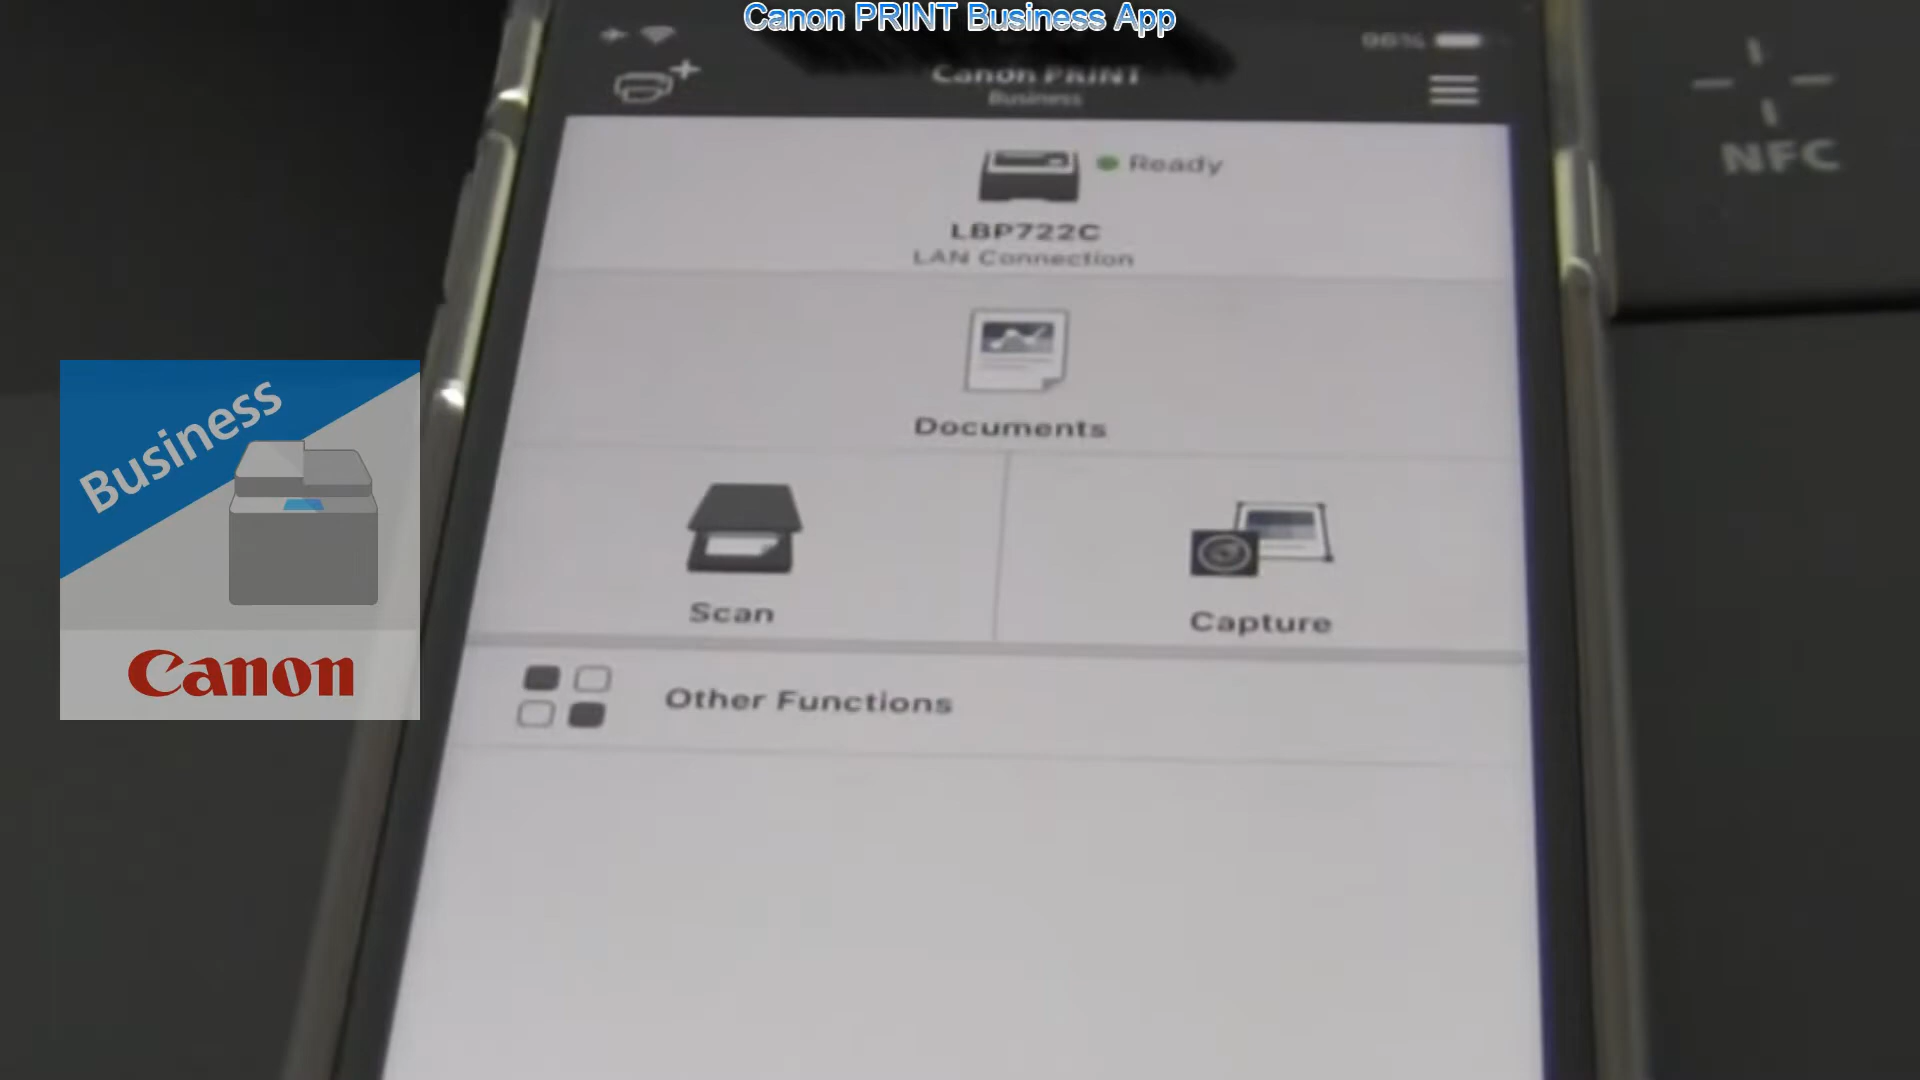 Canon PRINT Business App
96%
Canon PRINT
Business
NFC
Ready
LBP722C
LAN Connection
Documents
Business
Canon
Scan
Capture
Other Functions